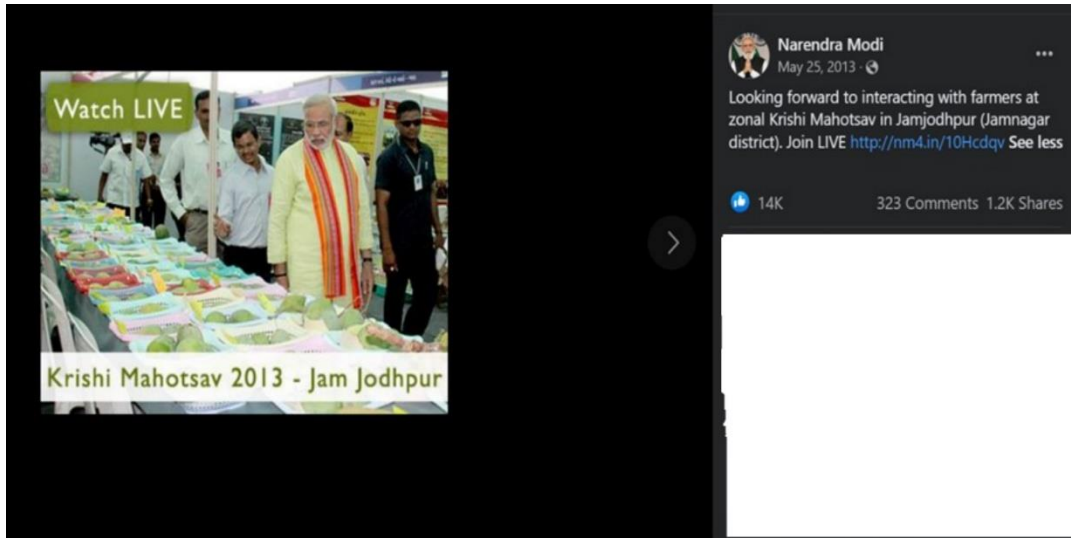 Watch LIVE
Krishi Mahotsav 2013 - Jam Jodhpur
Narendra Modi
May 25, 2013 ·
Looking forward to interacting with farmers at
zonal Krishi Mahotsav in Jamjodhpur (Jamnagar
district). Join LIVE http://nm4.in/10Hcdqv See less
14K
323 Comments 1.2K Shares